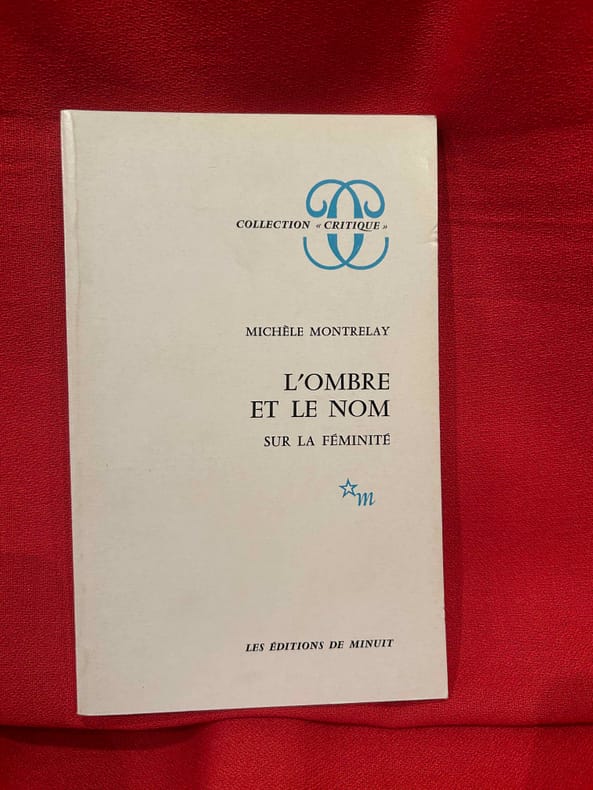 COLLECTION « CRITIQUE »
MICHÈLE MONTRELAY
L'OMBRE
ET LE NOM
SUR LA FÉMINITÉ
m
LES ÉDITIONS DE MINUIT